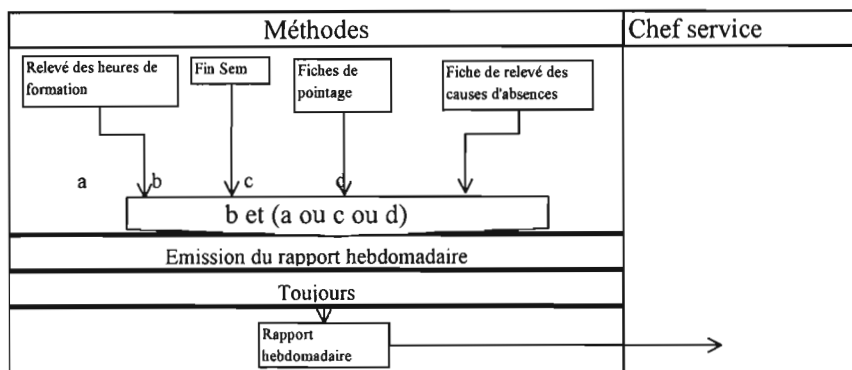 Méthodes
Chef service
Relevé des heures de
formation
Fin Sem
Fiches de
pointage
Fiche de relevé des
causes d'absences
a b c d
b et (a ou c ou d)
Emission du rapport hebdomadaire
Toujours
Rapport
hebdomadaire